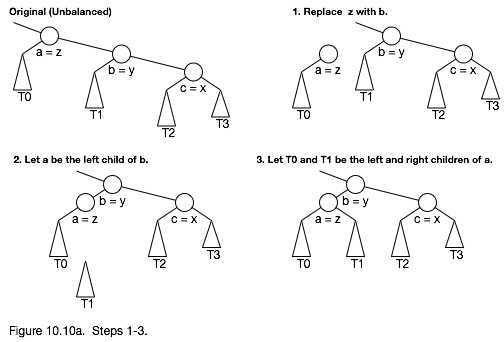 Original (Unbalanced)
a = z
b = y
c = x
T0
T1
T2
T3
1. Replace z with b.
b = y
a = z
c = x
T0
T1
T2
T3
2. Let a be the left child of b.
b = y
a = z
c = x
T0
T2
T3
T1
3. Let T0 and T1 be the left and right children of a.
b = y
a = z
c = x
T0
T1
T2
T3
Figure 10.10a. Steps 1-3.